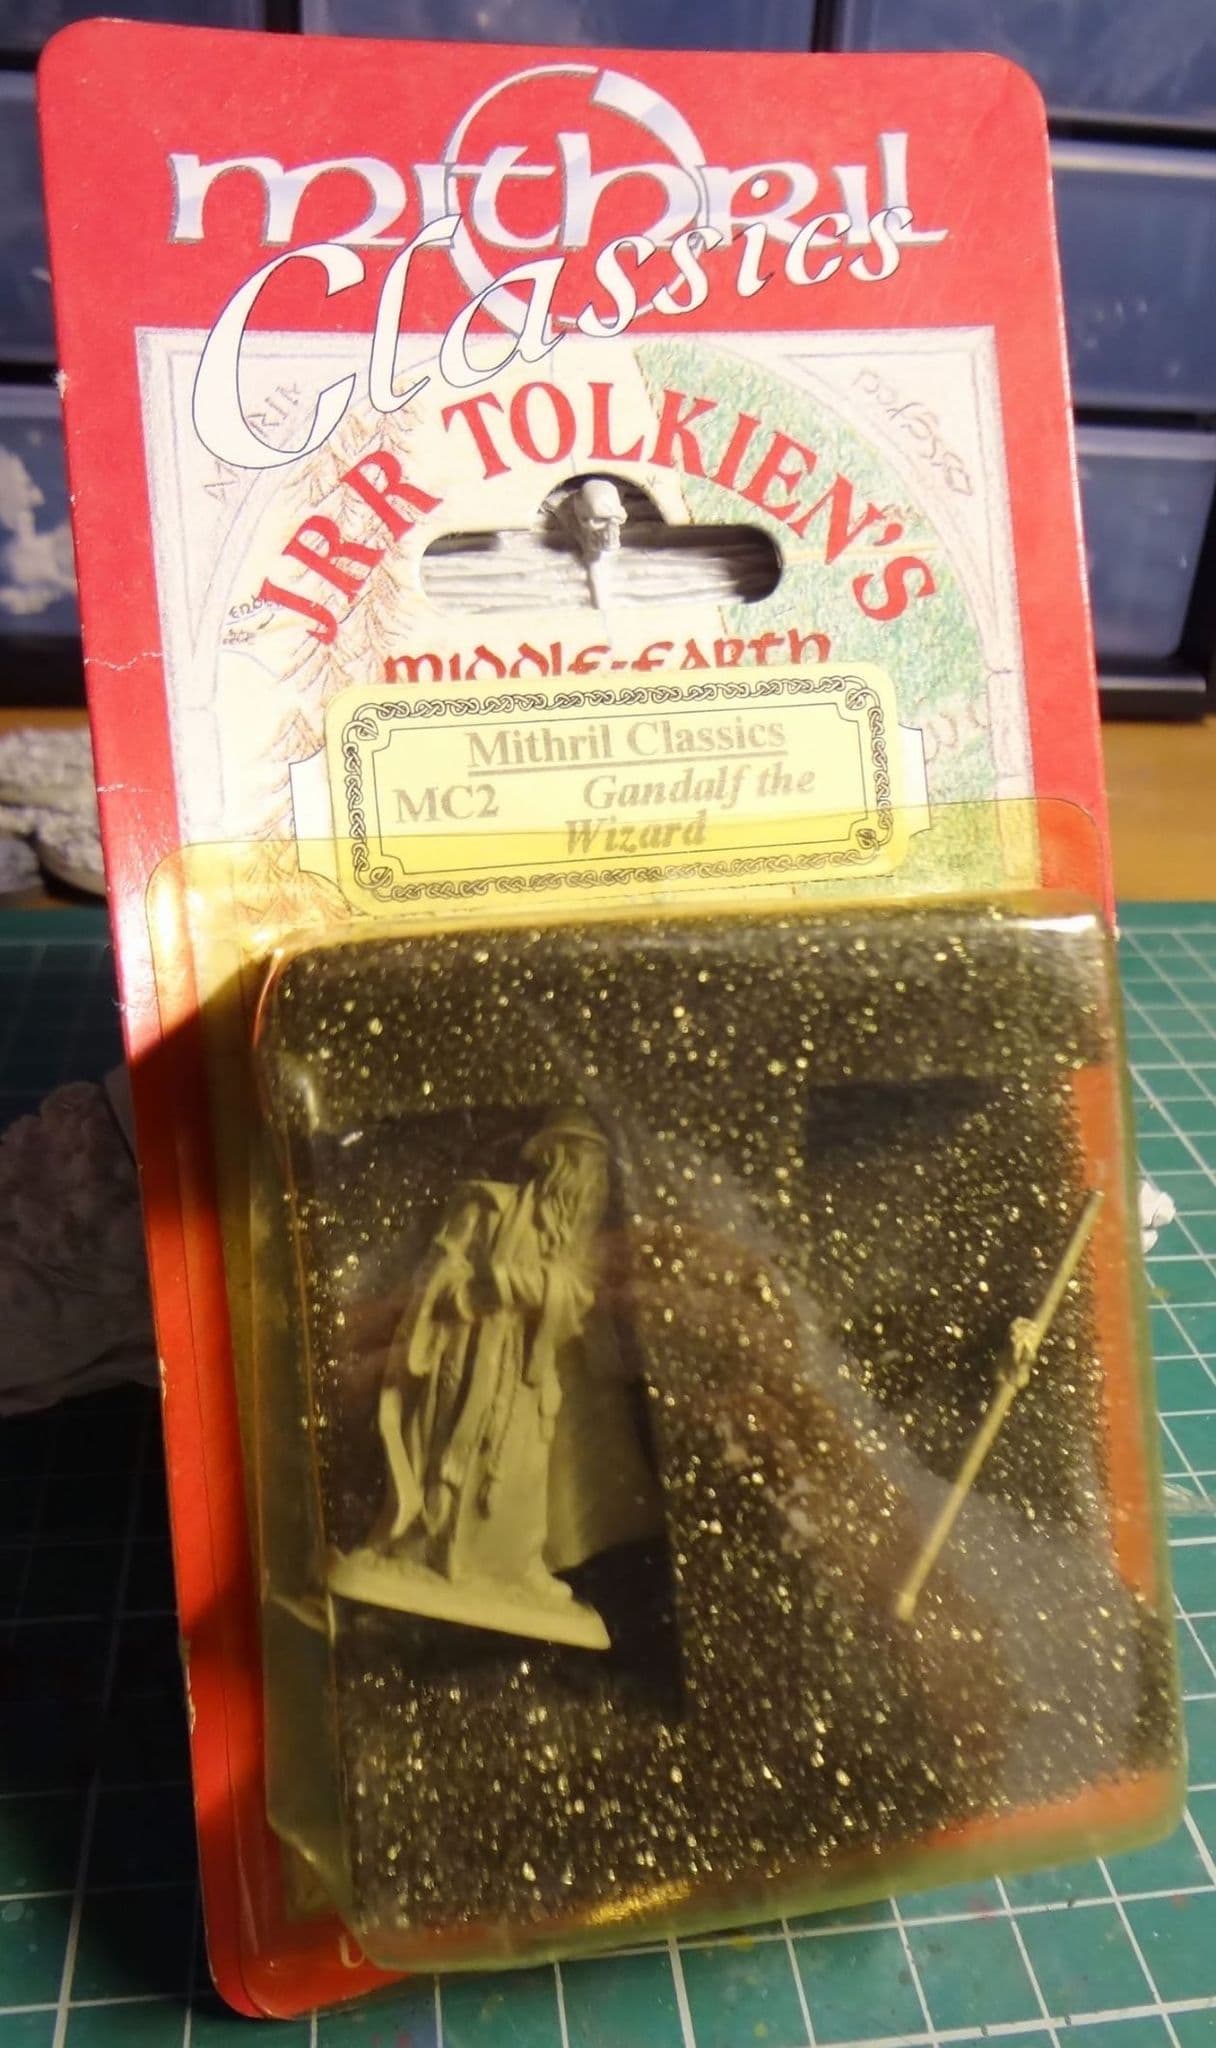 mithril
Classics
JRR TOLKIEN'S
MIDDLE-EARTH
Mithril Classics
MC2 Gandalf the
Wizard